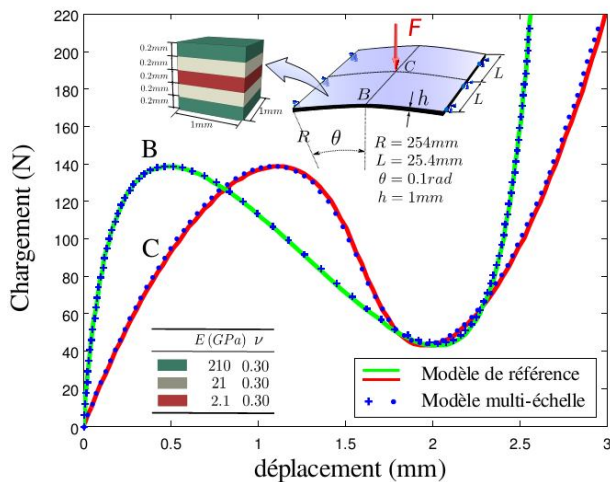 220
200
180
160
140
120
100
80
60
40
20
0
Chargement (N)
0.2mm
0.2mm
0.2mm
0.2mm
0.2mm
1mm
1mm
F
C
B
h
L
L
R
θ
R = 254mm
L = 25.4mm
θ = 0.1rad
h = 1mm
B
C
E (GPa) ν
210 0.30
21 0.30
2.1 0.30
Modèle de référence
Modèle multi-échelle
0 0.5 1 1.5 2 2.5 3
déplacement (mm)